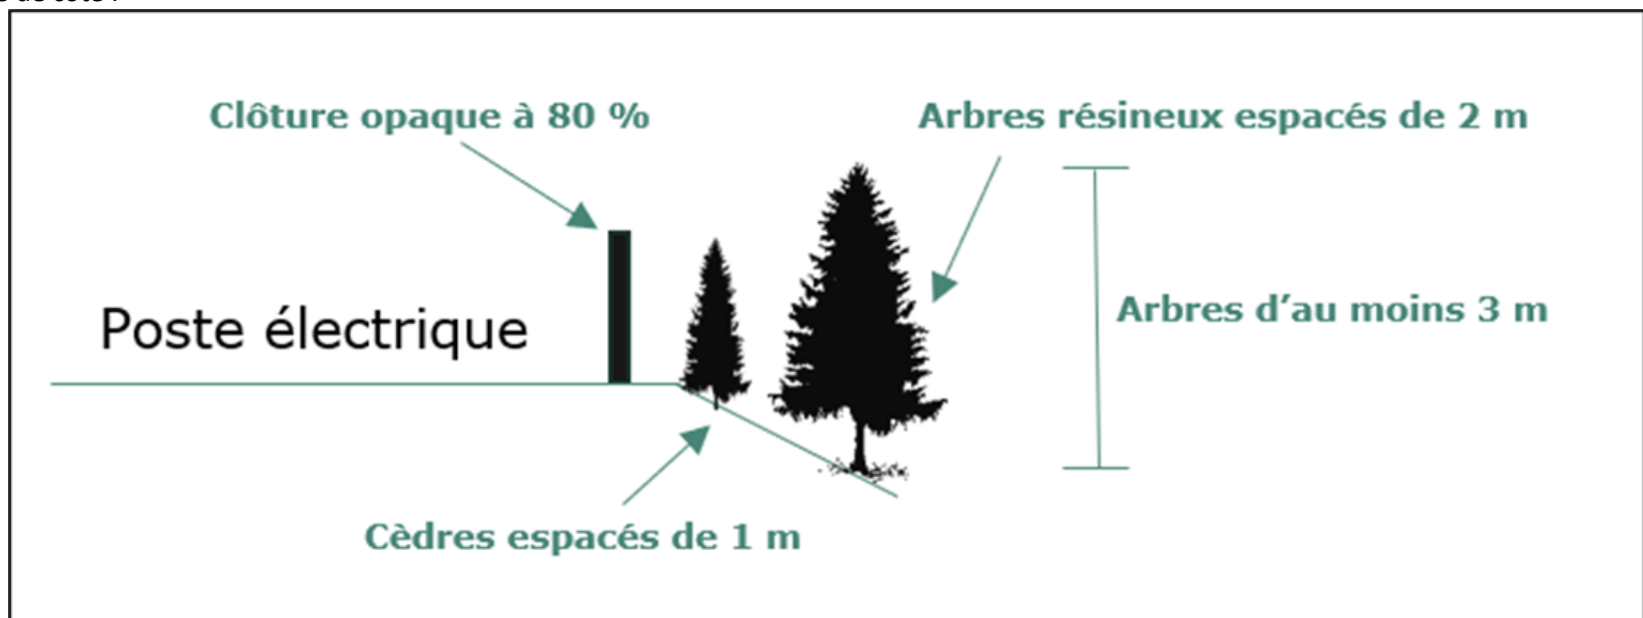 Clôture opaque à 80 %
Arbres résineux espacés de 2 m
Poste électrique
Arbres d'au moins 3 m
Cèdres espacés de 1 m